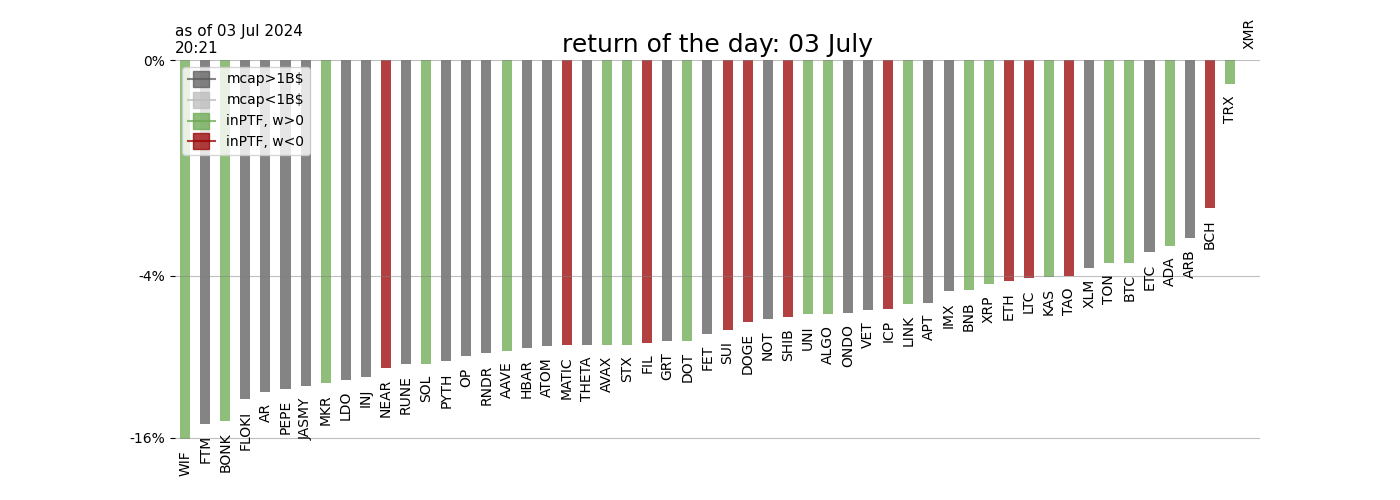 as of 03 Jul 2024
20:21
return of the day: 03 July
XMR
0%
mcap>1B$
mcap<1B$
inPTF, w>0
inPTF, w<0
-4%
-16%
WIF
FTM
BONK
FLOKI
AR
PEPE
JASMY
MKR
LDO
INJ
NEAR
RUNE
SOL
PYTH
OP
RNDR
AAVE
HBAR
ATOM
MATIC
THETA
AVAX
STX
FIL
GRT
DOT
FET
SUI
DOGE
NOT
SHIB
UNI
ALGO
ONDO
VET
ICP
LINK
APT
IMX
BNB
XRP
ETH
LTC
KAS
TAO
XLM
TON
BTC
ETC
ADA
ARB
BCH
TRX